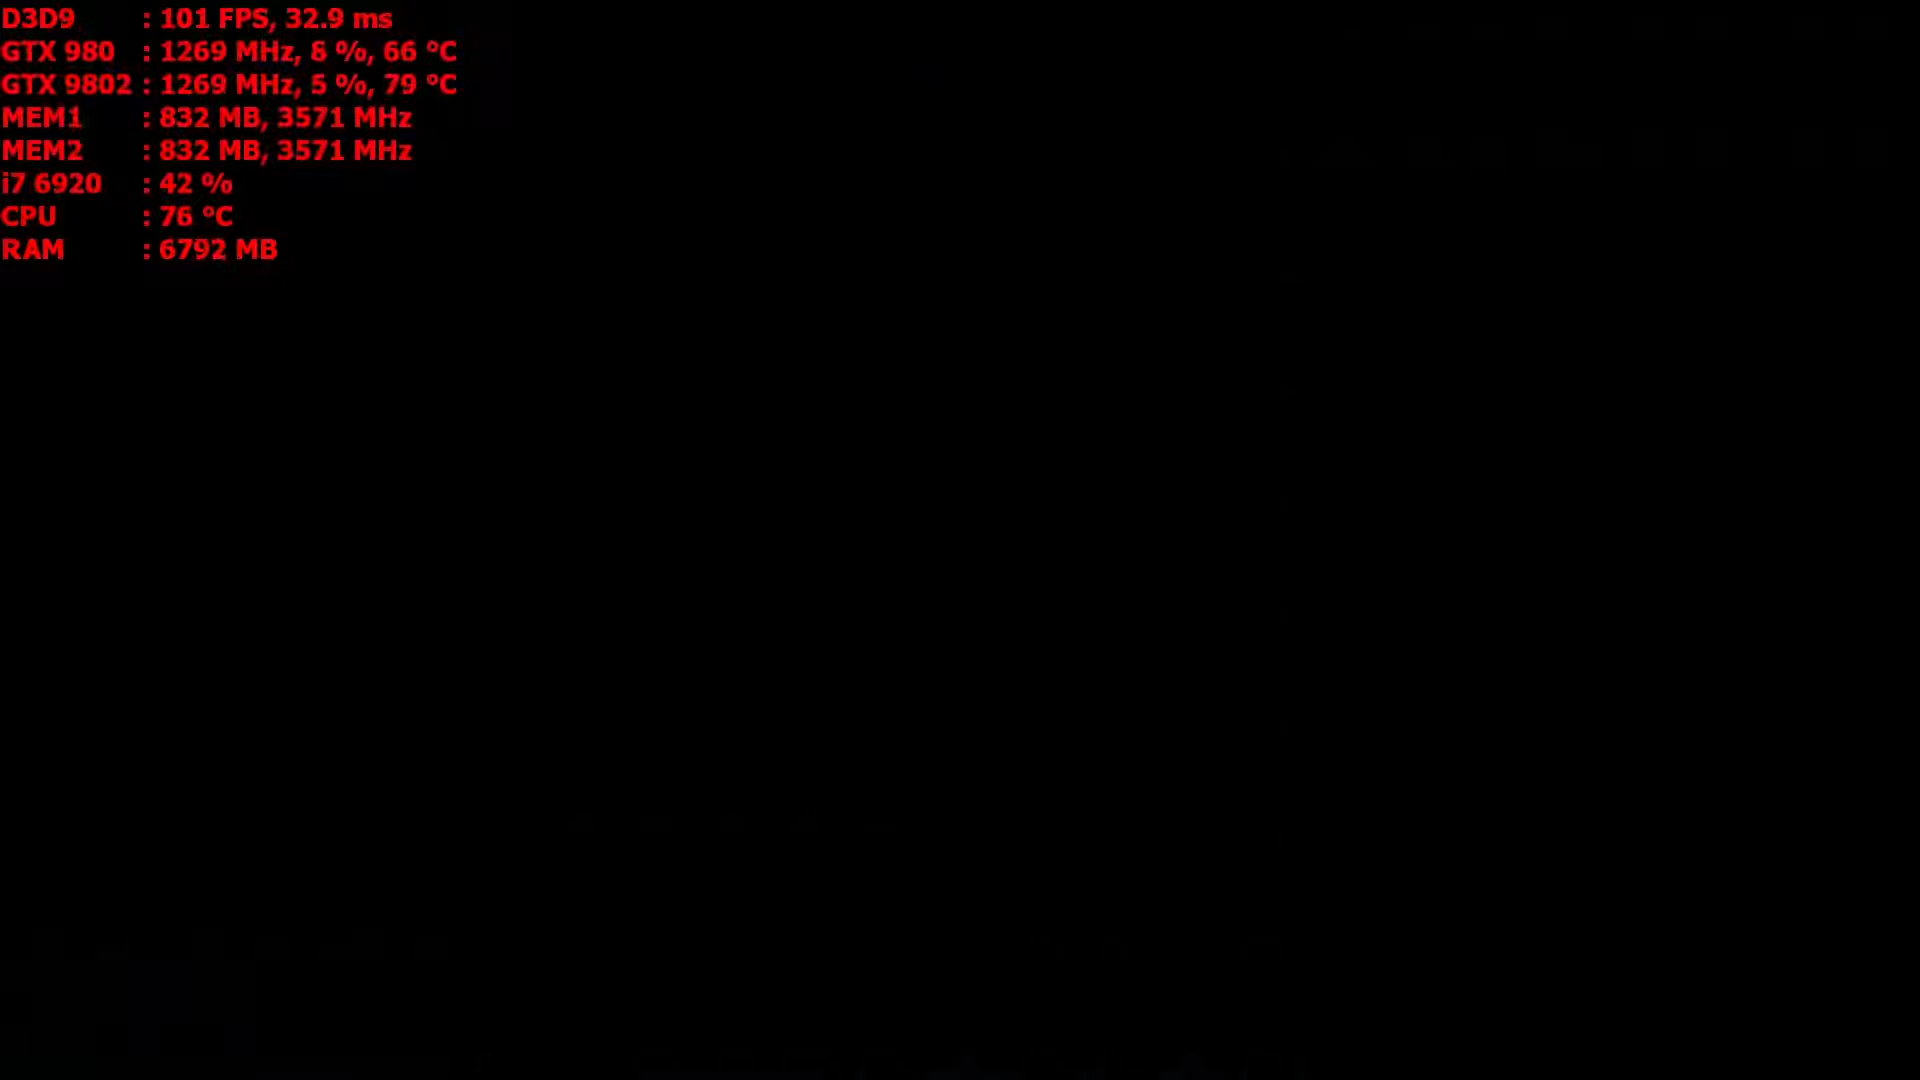 D3D9 : 101 FPS, 32.9 ms
GTX 980 : 1269 MHz, 8 %, 66 °C
GTX 9802 : 1269 MHz, 5 %, 79 °C
MEM1 : 832 MB, 3571 MHz
MEM2 : 832 MB, 3571 MHz
i7 6920 : 42 %
CPU : 76 °C
RAM : 6792 MB